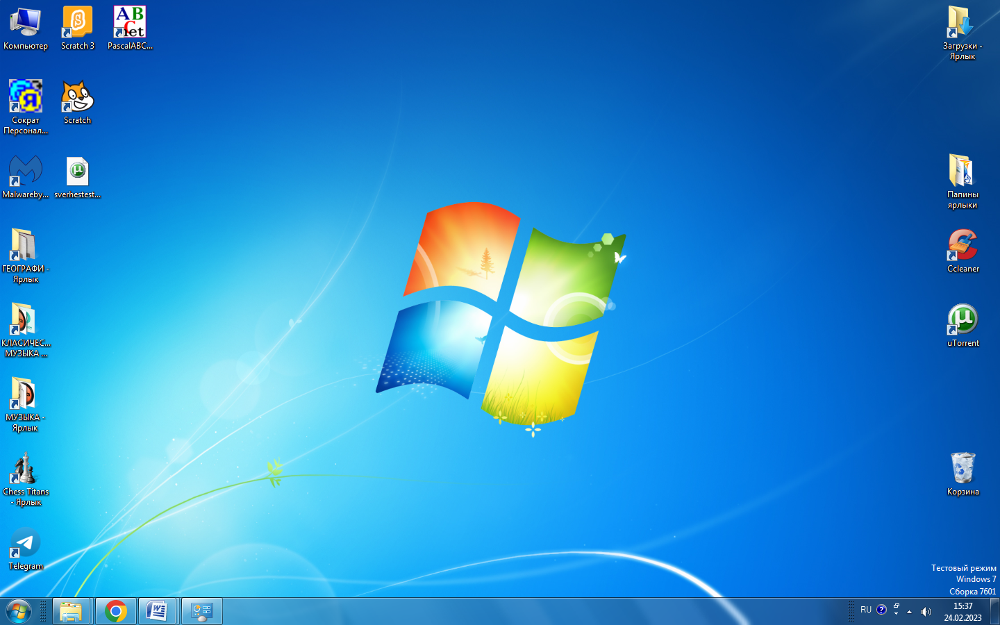 Компьютер
Scratch 3
A B
C
.net
PascalABC...
Загрузки -
Ярлык
Я
Сократ
Персонал...
Scratch
Malwareby...
µ
sverhestest...
Папины
ярлыки
ГЕОГРАФИ -
Ярлык
Ccleaner
КЛАСИЧЕС...
МУЗЫКА ...
µ
uTorrent
МУЗЫКА -
Ярлык
Chess Titans
- Ярлык
Корзина
Telegram
Тестовый режим
Windows 7
Сборка 7601
W
RU
?
15:37
24.02.2023